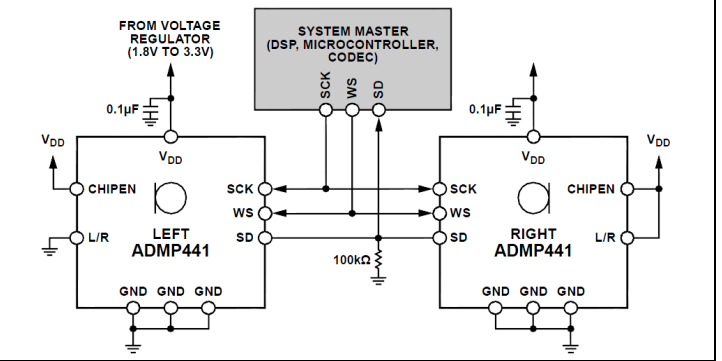 FROM VOLTAGE
REGULATOR
(1.8V TO 3.3V)
SYSTEM MASTER
(DSP, MICROCONTROLLER,
CODEC)
SCK
WS
SD
0.1µF
0.1µF
VDD
VDD
VDD
VDD
CHIPEN
SCK
SCK
CHIPEN
WS
WS
L/R
LEFT
ADMP441
SD
SD
RIGHT
ADMP441
L/R
100kΩ
GND GND GND
GND GND GND